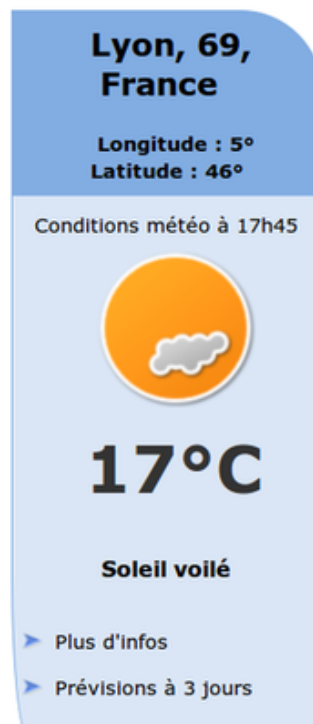 Lyon, 69,
France
Longitude : 5°
Latitude : 46°
Conditions météo à 17h45
17°C
Soleil voilé
Plus d'infos
Prévisions à 3 jours